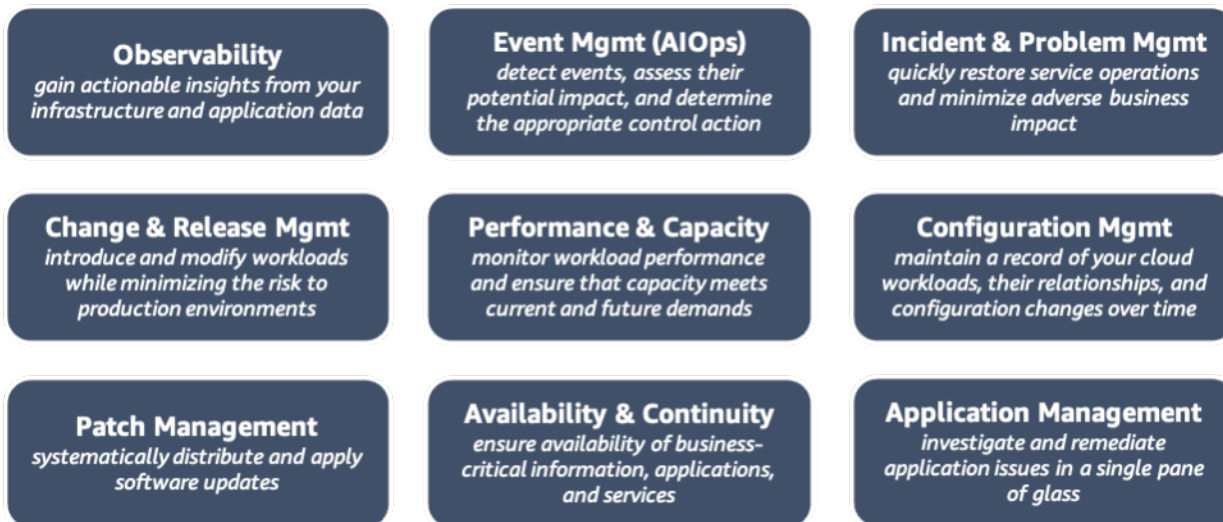 Observability
gain actionable insights from your
infrastructure and application data
Event Mgmt (AIOps)
detect events, assess their
potential impact, and determine
the appropriate control action
Incident & Problem Mgmt
quickly restore service operations
and minimize adverse business
impact
Change & Release Mgmt
introduce and modify workloads
while minimizing the risk to
production environments
Performance & Capacity
monitor workload performance
and ensure that capacity meets
current and future demands
Configuration Mgmt
maintain a record of your cloud
workloads, their relationships, and
configuration changes over time
Patch Management
systematically distribute and apply
software updates
Availability & Continuity
ensure availability of business-
critical information, applications,
and services
Application Management
investigate and remediate
application issues in a single pane
of glass